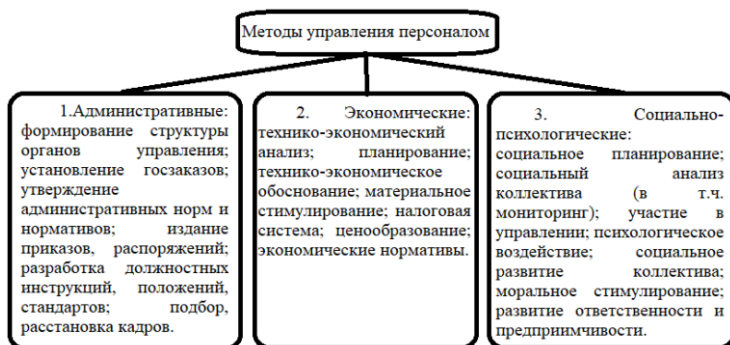 Методы управления персоналом
1.Административные:
формирование структуры
органов управления;
установление госзаказов;
утверждение
административных норм и
нормативов; издание
приказов, распоряжений;
разработка должностных
инструкций, положений,
стандартов; подбор,
расстановка кадров.
2. Экономические:
технико-экономический
анализ; планирование;
технико-экономическое
обоснование; материальное
стимулирование; налоговая
система; ценообразование;
экономические нормативы.
3. Социально-
психологические:
социальное планирование;
социальный анализ
коллектива (в т.ч.
мониторинг); участие в
управлении; психологическое
воздействие; социальное
развитие коллектива;
моральное стимулирование;
развитие ответственности и
предприимчивости.